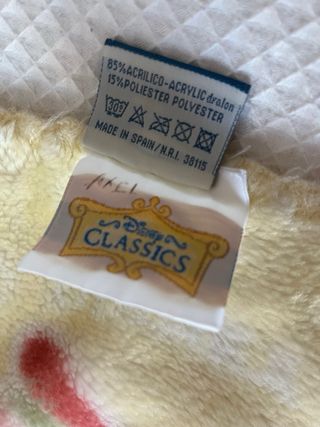 85% ACRILICO-ACRYLIC dralon
15% POLIESTER POLYESTER
30°
MADE IN SPAIN/N.R.I. 38115
Disney
CLASSICS